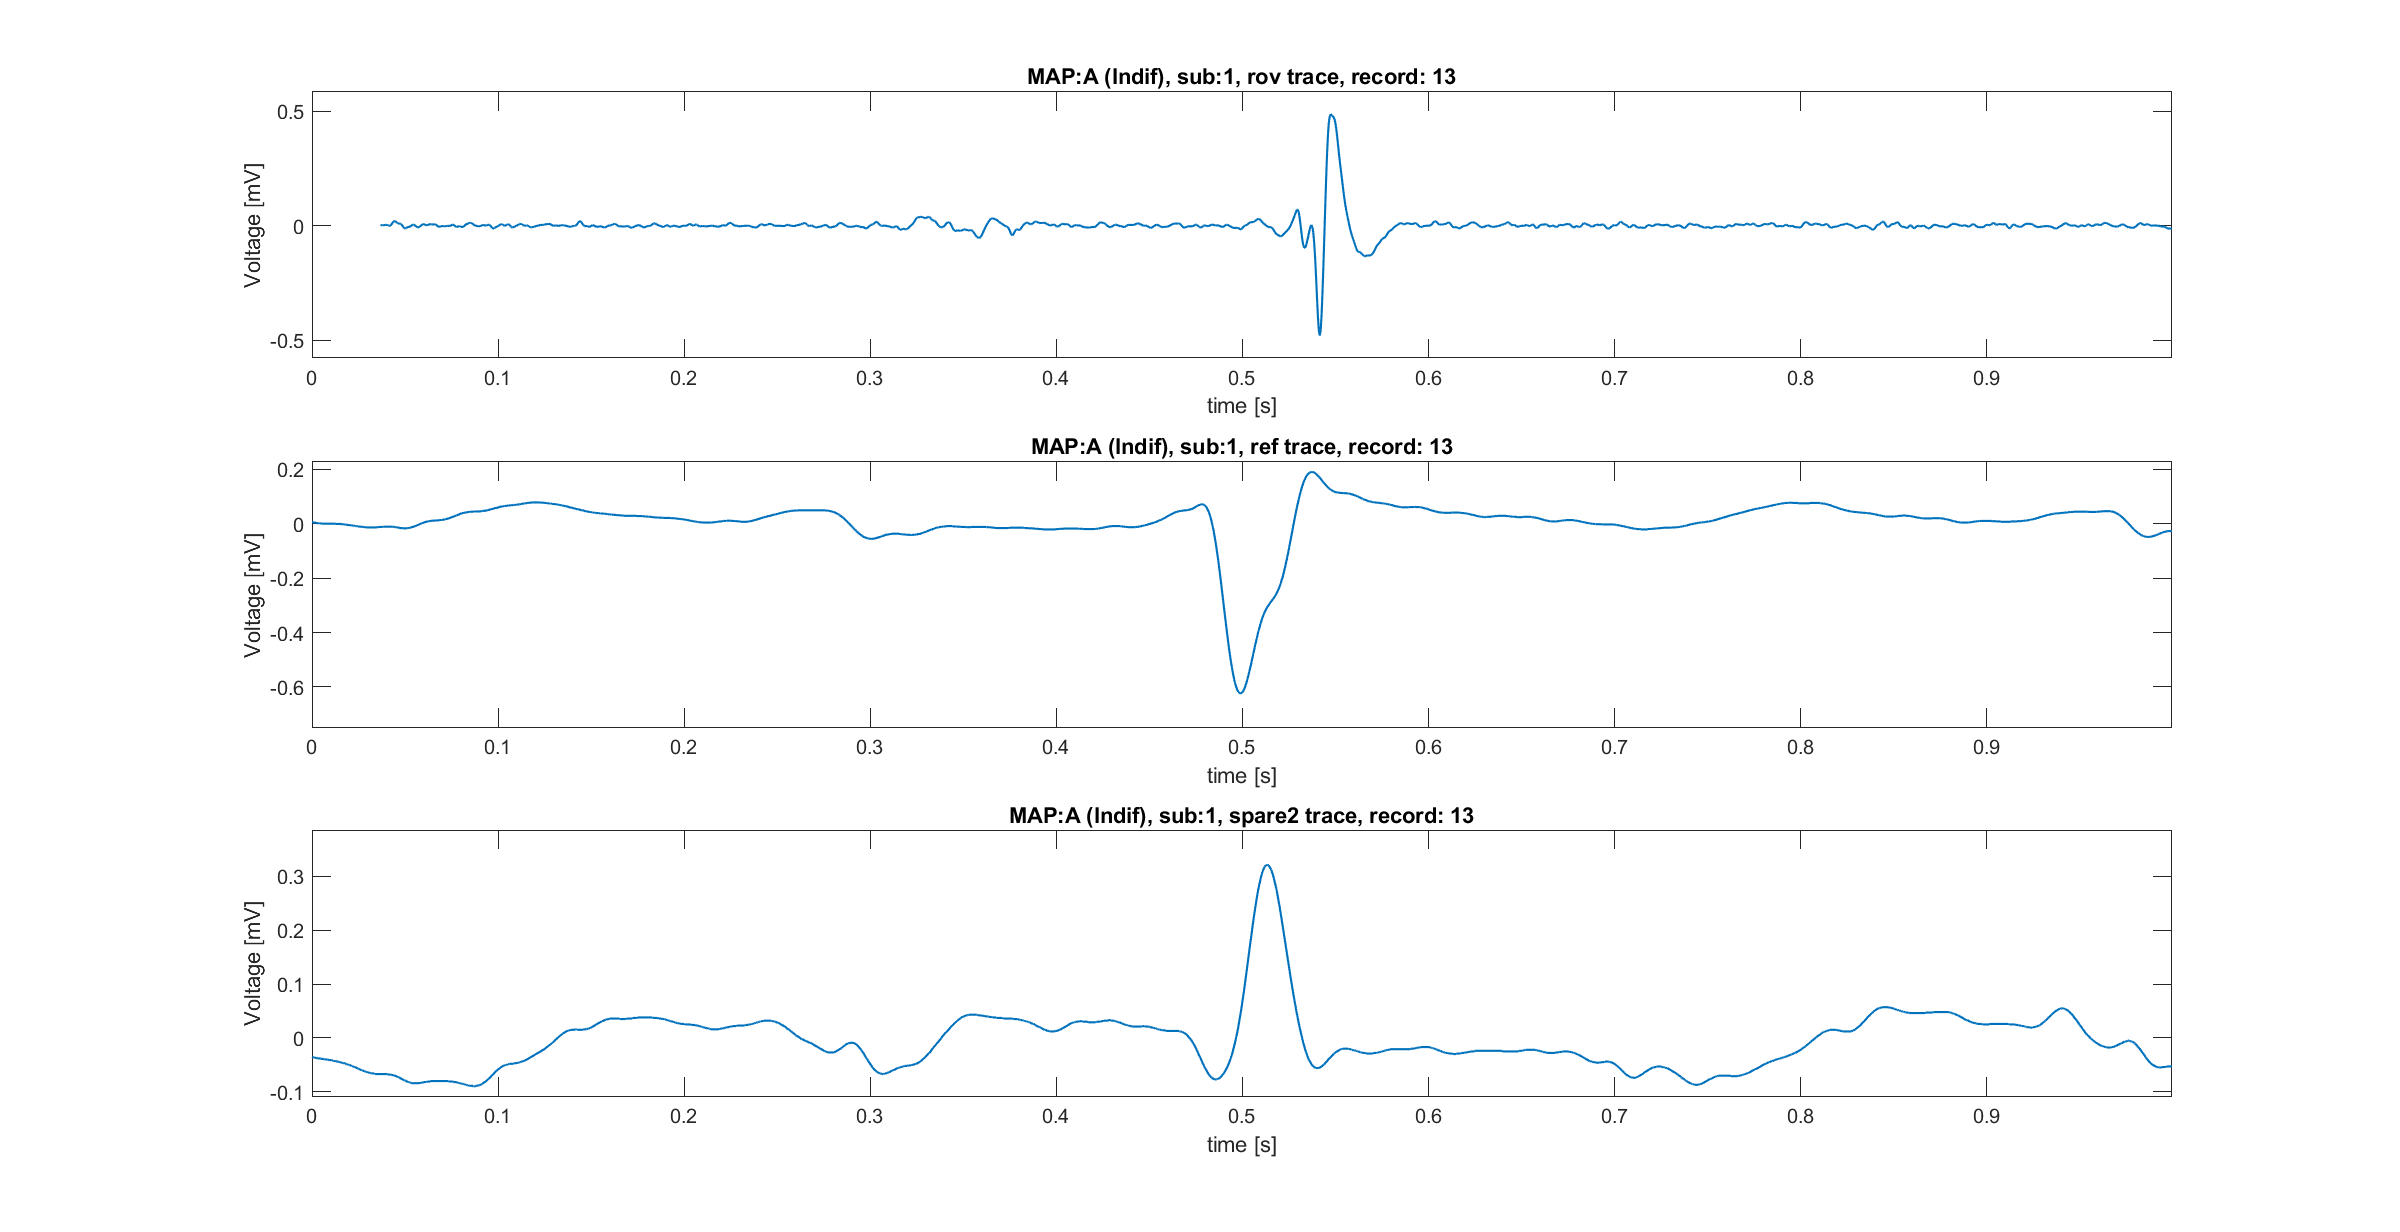 MAP:A (Indif), sub:1, rov trace, record: 13
Voltage [mV]
0.5
0
-0.5
0 0.1 0.2 0.3 0.4 0.5 0.6 0.7 0.8 0.9
time [s]
MAP:A (Indif), sub:1, ref trace, record: 13
Voltage [mV]
0.2
0
-0.2
-0.4
-0.6
0 0.1 0.2 0.3 0.4 0.5 0.6 0.7 0.8 0.9
time [s]
MAP:A (Indif), sub:1, spare2 trace, record: 13
Voltage [mV]
0.3
0.2
0.1
0
-0.1
0 0.1 0.2 0.3 0.4 0.5 0.6 0.7 0.8 0.9
time [s]